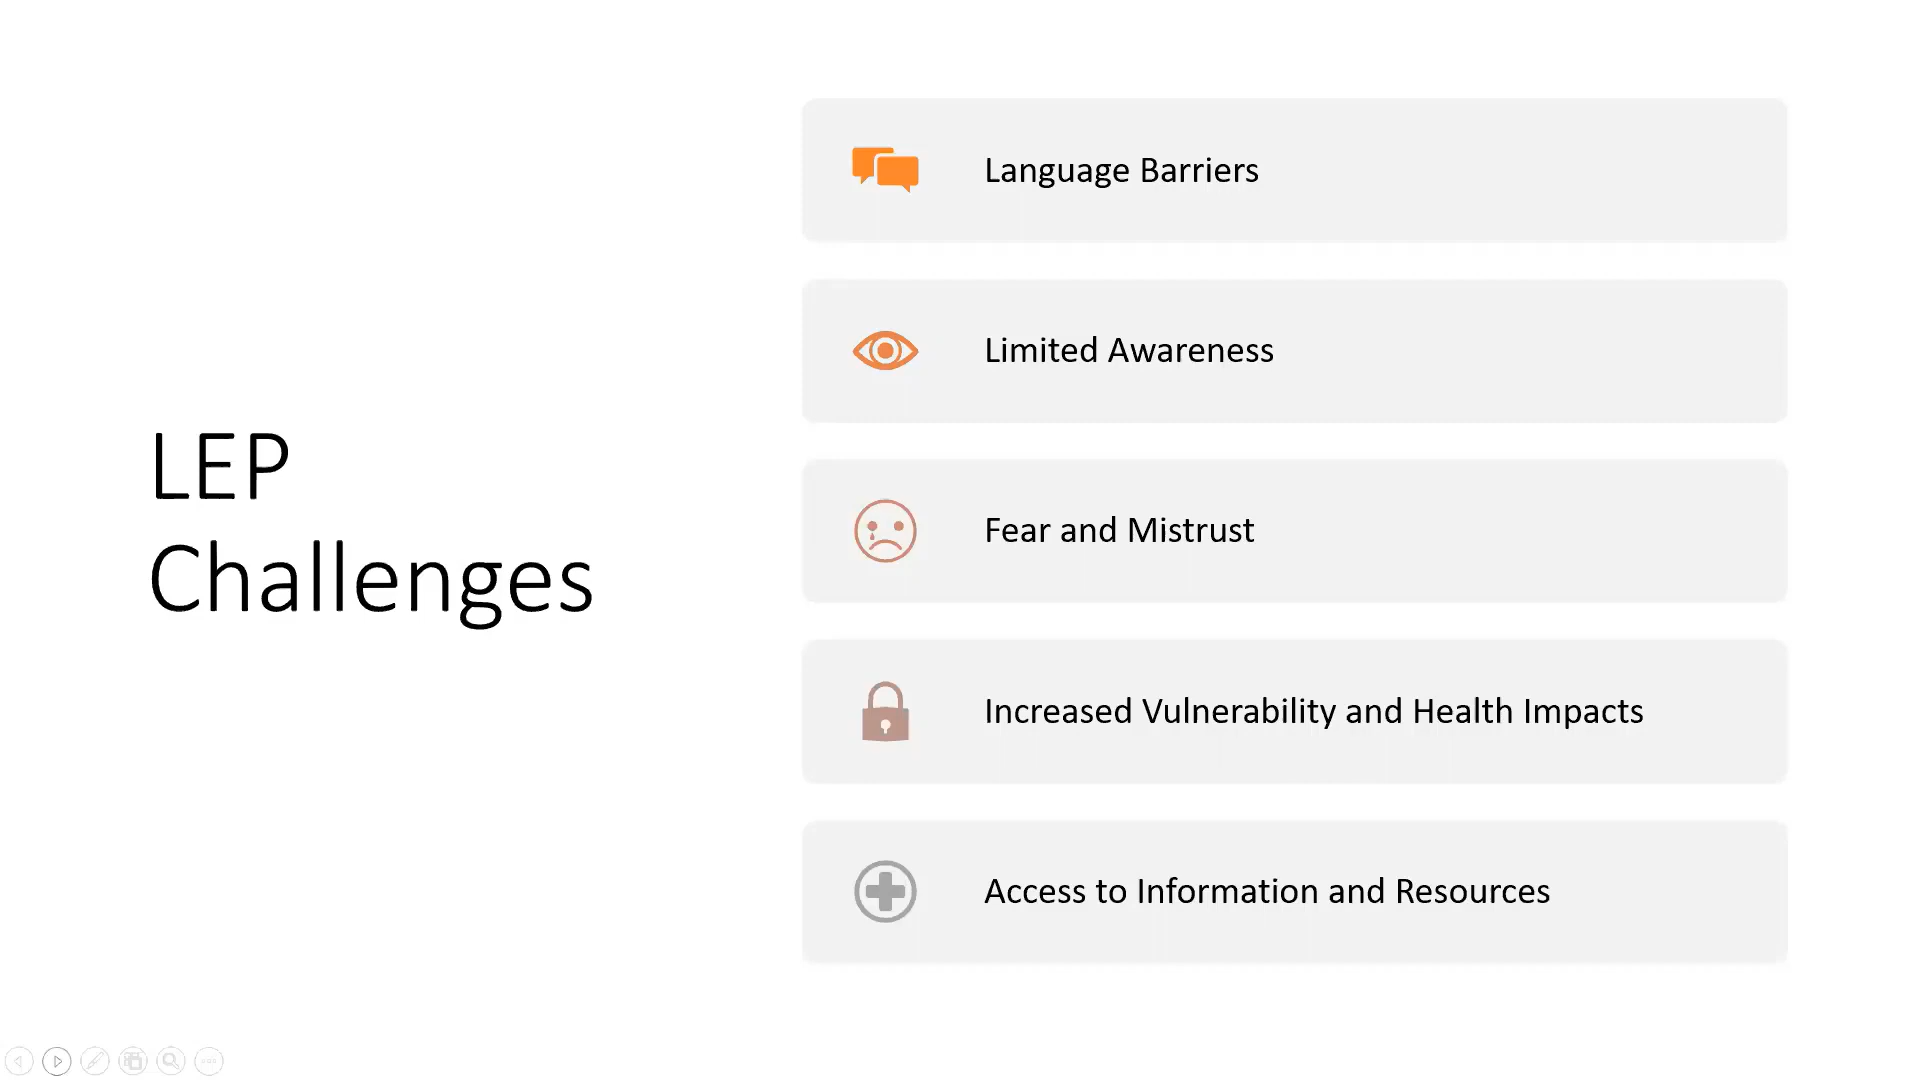 LEP
Challenges
Language Barriers
Limited Awareness
Fear and Mistrust
Increased Vulnerability and Health Impacts
Access to Information and Resources